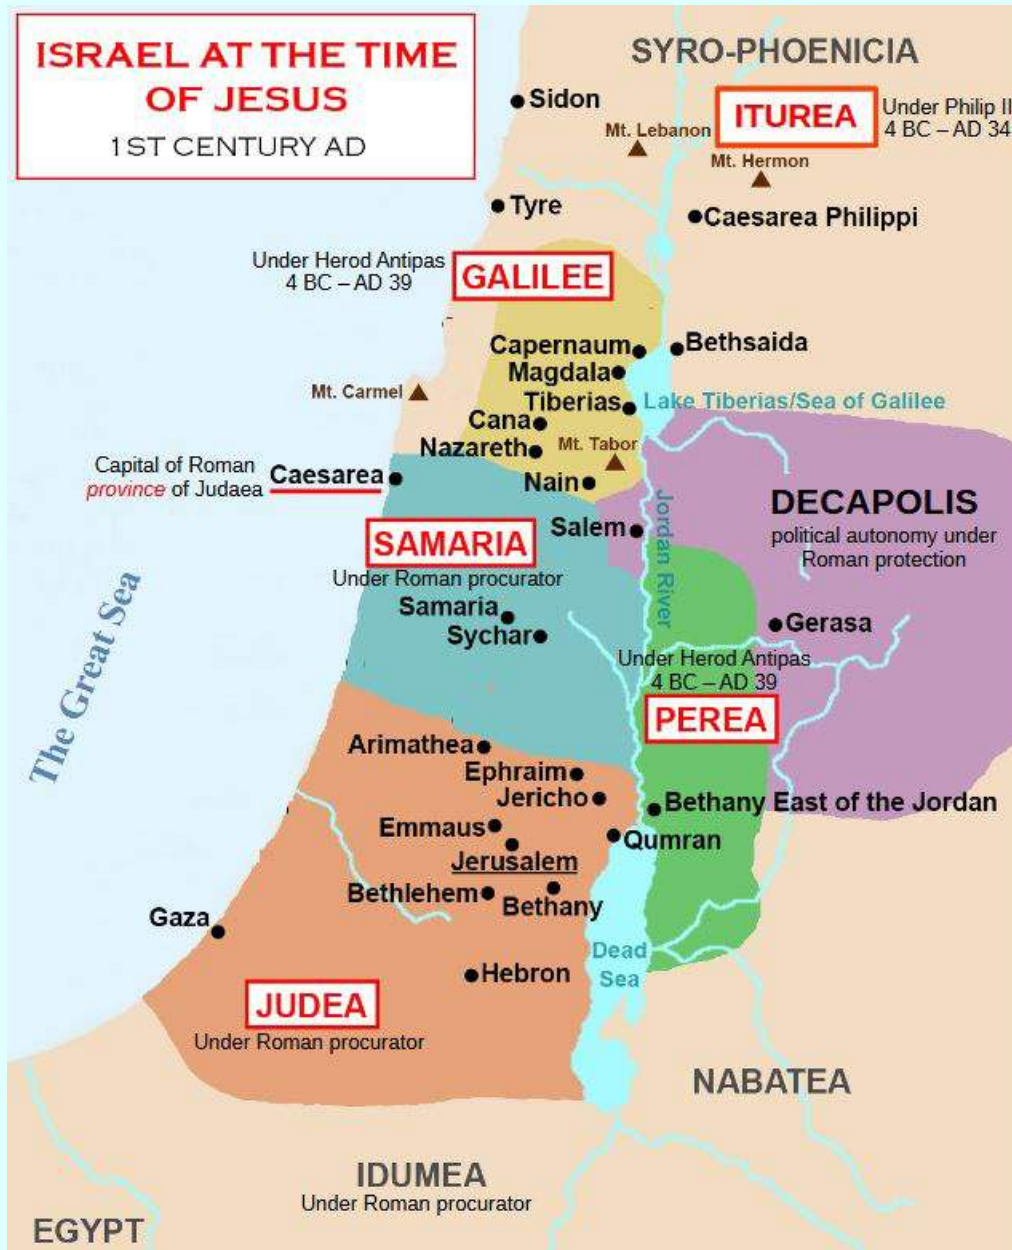 ISRAEL AT THE TIME
OF JESUS
1ST CENTURY AD
SYRO-PHOENICIA
Sidon
ITUREA
Under Philip II
4 BC – AD 34
Mt. Lebanon
Mt. Hermon
Tyre
Caesarea Philippi
Under Herod Antipas
4 BC – AD 39
GALILEE
Capernaum
Bethsaida
Magdala
Mt. Carmel
Tiberias
Lake Tiberias/Sea of Galilee
Cana
Nazareth
Mt. Tabor
Capital of Roman
province of Judaea
Caesarea
Nain
Jordan River
DECAPOLIS
political autonomy under
Roman protection
Salem
SAMARIA
Under Roman procurator
The Great Sea
Samaria
Sychar
Gerasa
Under Herod Antipas
4 BC – AD 39
PEREA
Arimathea
Ephraim
Jericho
Bethany East of the Jordan
Emmaus
Qumran
Jerusalem
Bethlehem
Bethany
Gaza
Dead
Sea
Hebron
JUDEA
Under Roman procurator
NABATEA
IDUMEA
Under Roman procurator
EGYPT